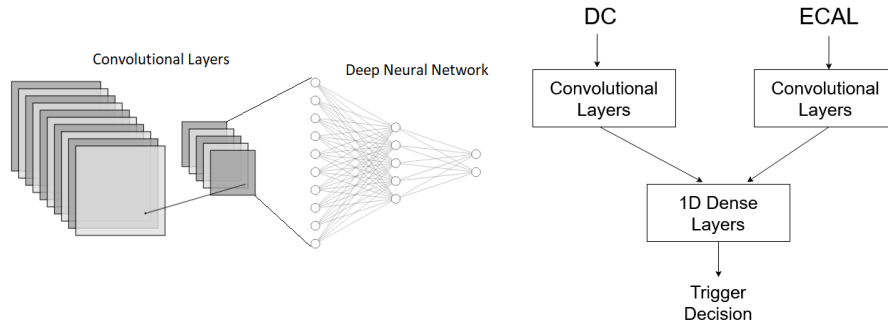 Convolutional Layers
Deep Neural Network
DC
ECAL
Convolutional
Layers
Convolutional
Layers
1D Dense
Layers
Trigger
Decision